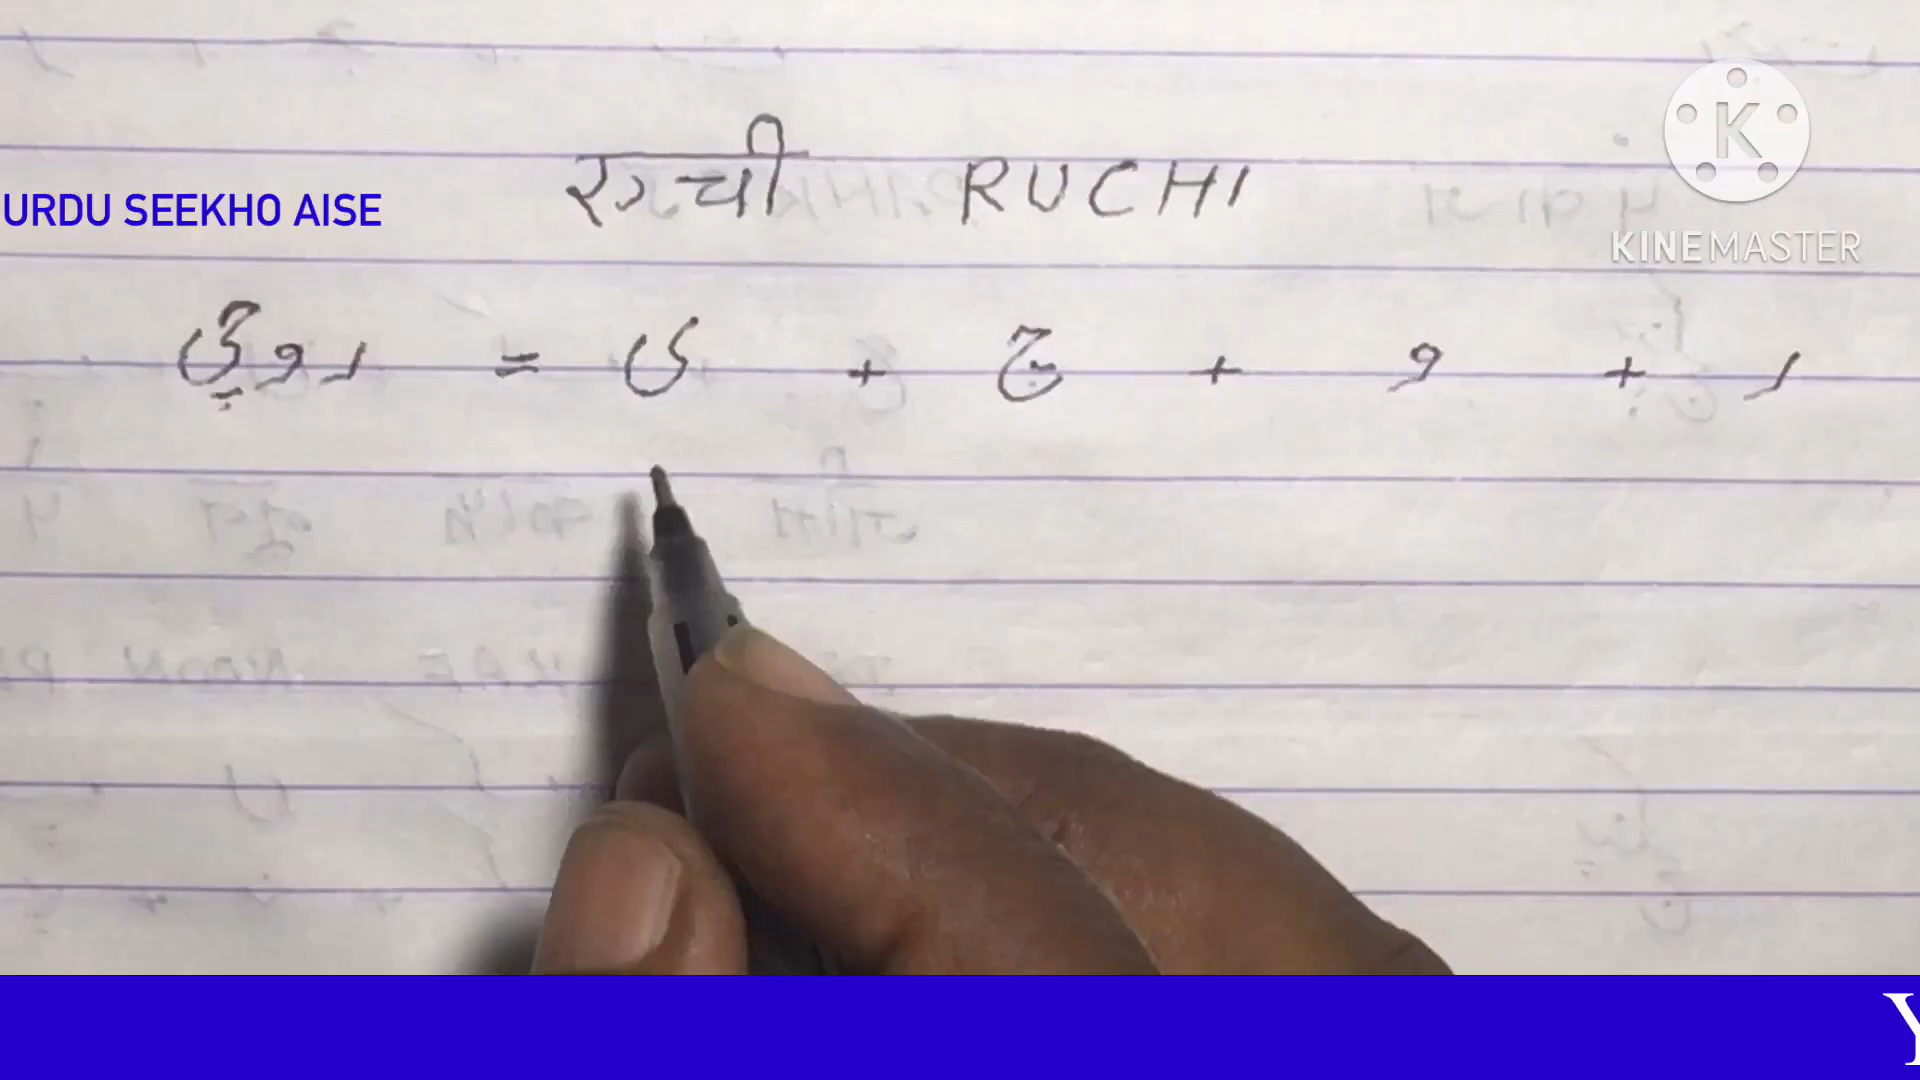 रुची RUCHI
KINEMASTER
URDU SEEKHO AISE
ر + و + چ + ی = روچی
Y